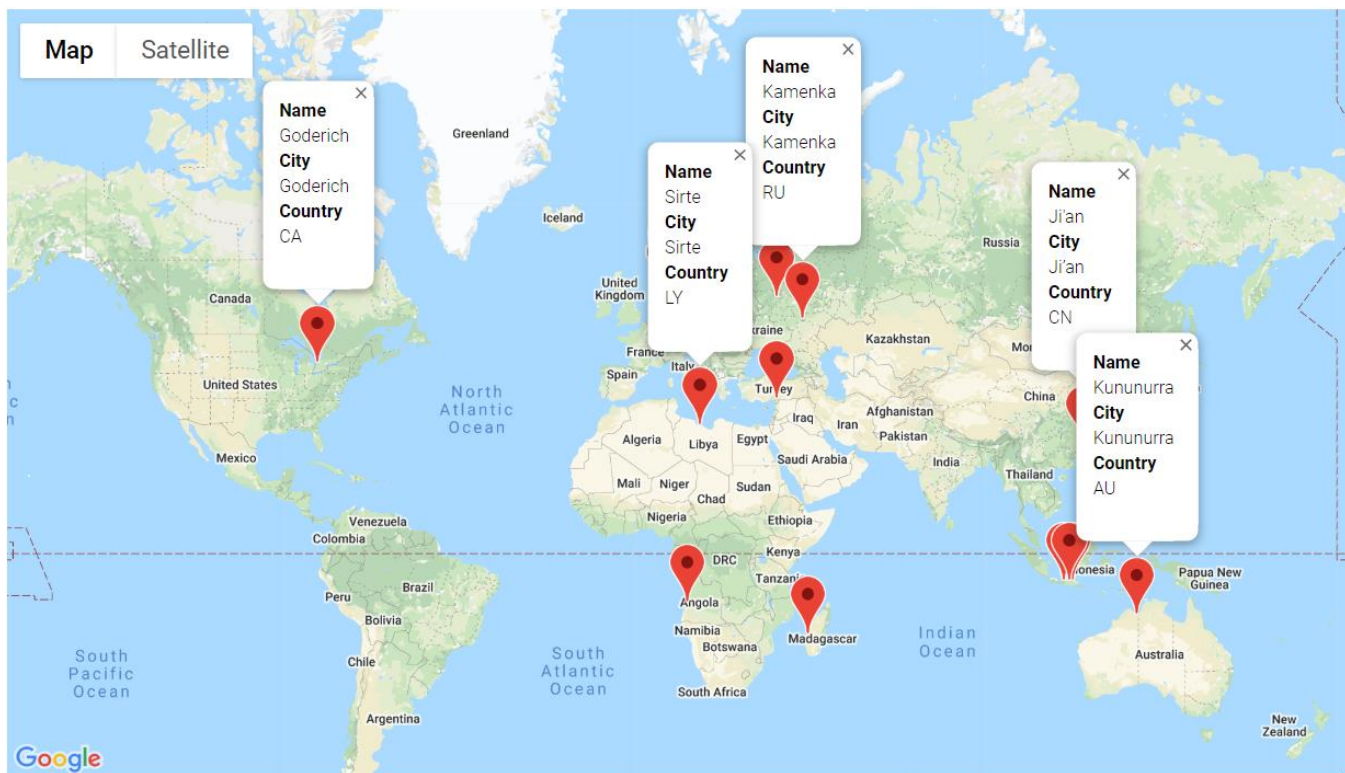 Map
Satellite
Name
Goderich
City
Goderich
Country
CA
Name
Sirte
City
Sirte
Country
LY
Name
Kamenka
City
Kamenka
Country
RU
Name
Ji'an
City
Ji'an
Country
CN
Name
Kununurra
City
Kununurra
Country
AU
Greenland
Iceland
Canada
United
Kingdom
Russia
kraine
Kazakhstan
France
Italy
Spain
Turkey
United States
North
Atlantic
Ocean
China
Iraq
Iran
Afghanistan
Pakistan
Algeria
Libya
Egypt
Saudi Arabia
India
Thailand
Mexico
Mali
Niger
Chad
Sudan
Nigeria
Ethiopia
Venezuela
Colombia
DRC
Kenya
Tanzani
onesia
Papua New
Guinea
Brazil
Peru
Bolivia
Angola
Namibia
Botswana
Madagascar
Indian
Ocean
Australia
South
Pacific
Ocean
Chile
South
Atlantic
Ocean
South Africa
Argentina
New
Zealand
Google